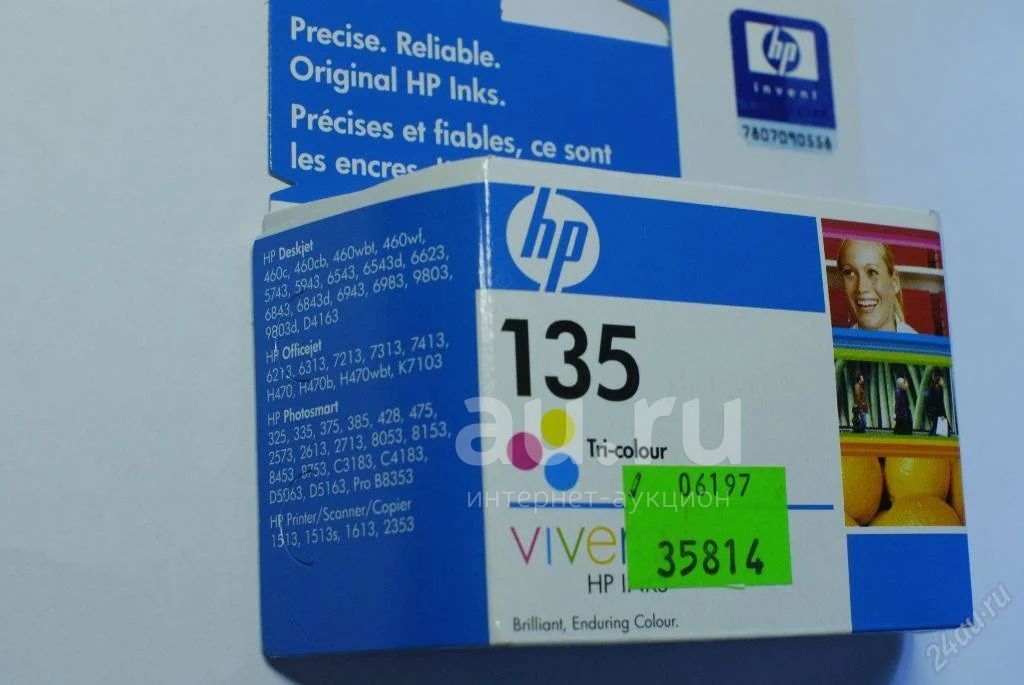 Precise. Reliable.
Original HP Inks.
Précises et fiables, ce sont
les encres
hp
invent
7607090556
HP Deskjet
460c, 460cb, 460wbt, 460wf,
5743, 5943, 6543, 6543d, 6623,
6843, 6843d, 6943, 6983, 9803,
9803d, D4163
HP Officejet
6213, 6313, 7213, 7313, 7413,
H470, H470b, H470wbt, K7103
HP Photosmart
325, 335, 375, 385, 428, 475,
2573, 2613, 2713, 8053, 8153,
8453, 8753, C3183, C4183,
D5063, D5163, Pro B8353
HP Printer/Scanner/Copier
1513, 1513s, 1613, 2353
hp
135
au.ru
Tri-colour
интернет-аукцион
06197
35814
HP
Brilliant, Enduring Colour.
24au.ru